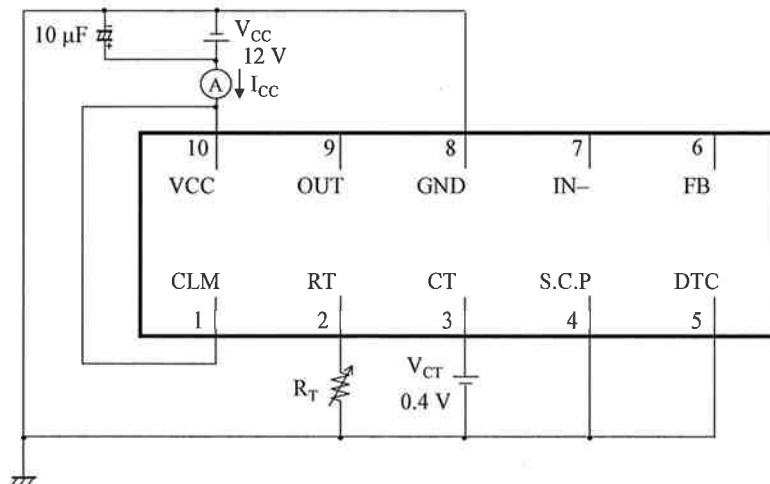 10 μF
V_CC
12 V
A
I_CC
10 9 8 7 6
VCC OUT GND IN– FB
CLM RT CT S.C.P DTC
1 2 3 4 5
R_T
V_CT
0.4 V